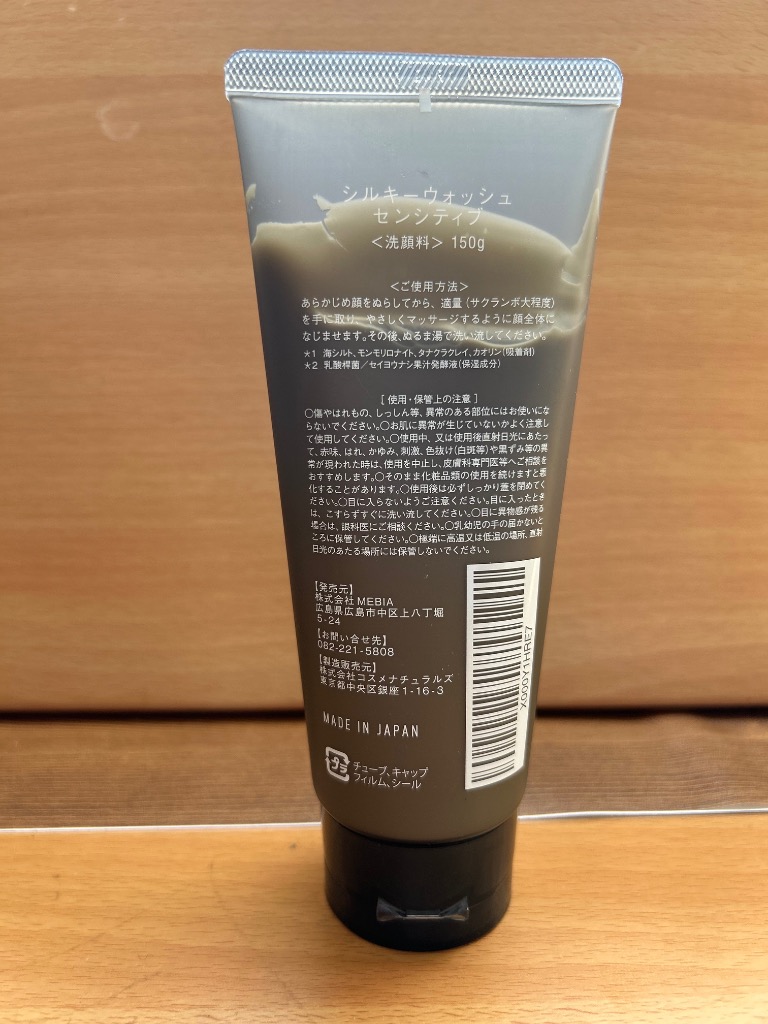 シルキーウォッシュ
センシティブ
＜洗顔料＞ 150g
＜ご使用方法＞
あらかじめ顔をぬらしてから、適量（サクランボ大程度）
を手に取り、やさしくマッサージするように顔全体に
なじませます。その後、ぬるま湯で洗い流してください。
*1 海シルト、モンモリロナイト、タナクラクレイ、カオリン（吸着剤）
*2 乳酸桿菌／セイヨウナシ果汁発酵液（保湿成分）
［使用・保管上の注意］
〇傷やはれもの、しっしん等、異常のある部位にはお使いにな
らないでください。〇お肌に異常が生じていないかよく注意し
て使用してください。〇使用中、又は使用後直射日光にあたっ
て、赤味、はれ、かゆみ、刺激、色抜け（白斑等）や黒ずみ等の異
常が現われた時は、使用を中止し、皮膚科専門医等へご相談を
おすすめします。〇そのまま化粧品類の使用を続けますと悪
化することがあります。〇使用後は必ずしっかり蓋を閉めてく
ださい。〇目に入らないようご注意ください。目に入ったとき
は、こすらずすぐに洗い流してください。〇目に異物感が残る
場合は、眼科医にご相談ください。〇乳幼児の手の届かないと
ころに保管してください。〇極端に高温又は低温の場所、直射
日光のあたる場所には保管しないでください。
【発売元】
株式会社 MEBIA
広島県広島市中区上八丁堀
5-24
【お問い合せ先】
082-221-5808
【製造販売元】
株式会社コスメナチュラルズ
東京都中央区銀座1-16-3
MADE IN JAPAN
プラ
チューブ、キャップ
フィルム、シール
X000Y1HRE7